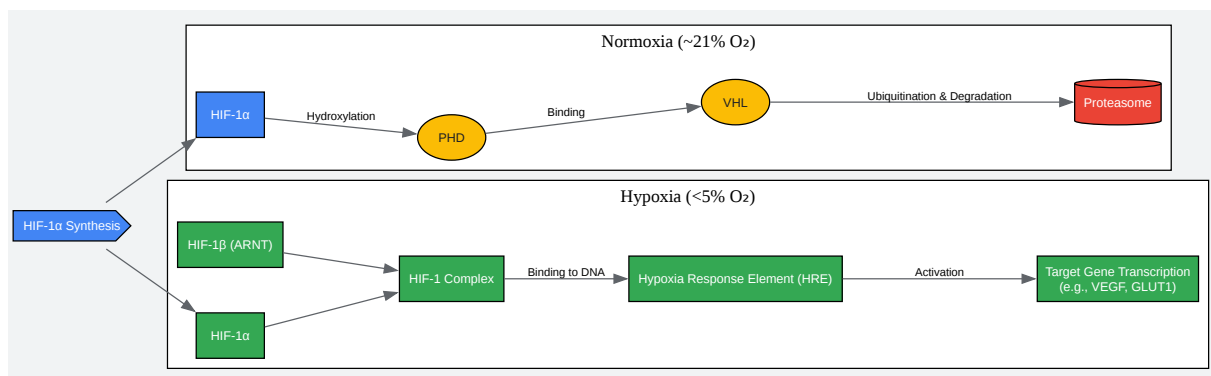 Normoxia (~21% O₂)
HIF-1α
Hydroxylation
PHD
Binding
VHL
Ubiquitination & Degradation
Proteasome
HIF-1α Synthesis
Hypoxia (<5% O₂)
HIF-1β (ARNT)
HIF-1α
HIF-1 Complex
Binding to DNA
Hypoxia Response Element (HRE)
Activation
Target Gene Transcription
(e.g., VEGF, GLUT1)